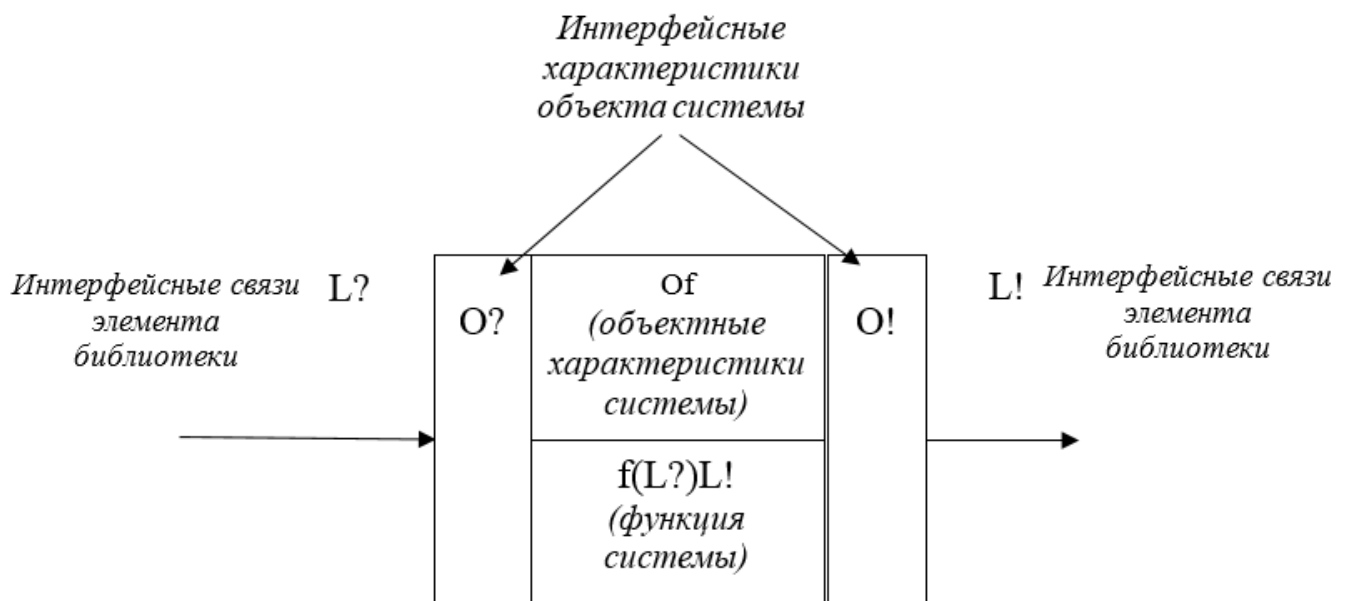 Интерфейсные
характеристики
объекта системы
Интерфейсные связи
элемента
библиотеки
L?
O?
Of
(объектные
характеристики
системы)
f(L?)L!
(функция
системы)
O!
L!
Интерфейсные связи
элемента
библиотеки